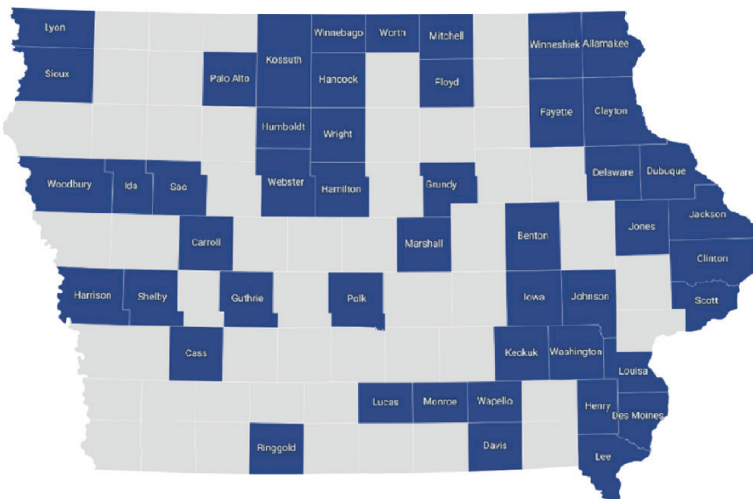 Lyon
Winnebago
Worth
Mitchell
Winneshiek
Allamakee
Sioux
Palo Alto
Kossuth
Hancock
Floyd
Humboldt
Wright
Fayette
Clayton
Woodbury
Ida
Sac
Webster
Hamilton
Grundy
Delaware
Dubuque
Carroll
Marshall
Benton
Jones
Jackson
Clinton
Harrison
Shelby
Guthrie
Polk
Iowa
Johnson
Scott
Cass
Keokuk
Washington
Louisa
Lucas
Monroe
Wapello
Henry
Des Moines
Ringgold
Davis
Lee